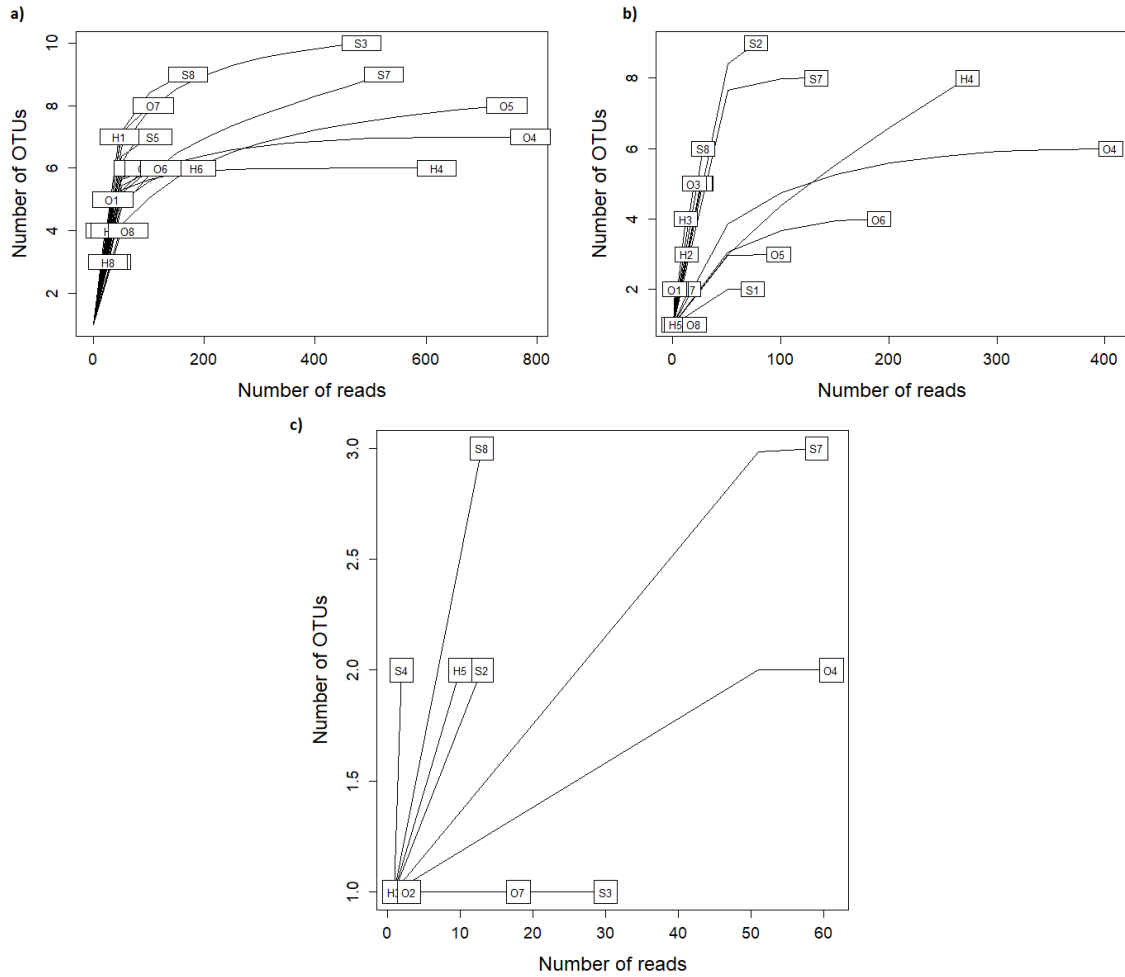 a)
Number of OTUs
10
8
6
4
2
S3
S8
S7
O7
O5
H1
S5
O4
O6
H6
H4
O1
H
O8
H8
0
200
400
600
800
Number of reads
b)
Number of OTUs
8
6
4
2
S2
S7
H4
S8
O4
O3
H3
O6
H2
O5
O1
7
S1
H5
O8
0
100
200
300
400
Number of reads
c)
Number of OTUs
3.0
2.5
2.0
1.5
1.0
S8
S7
S4
H5
S2
O4
H3
O2
O7
S3
0
10
20
30
40
50
60
Number of reads